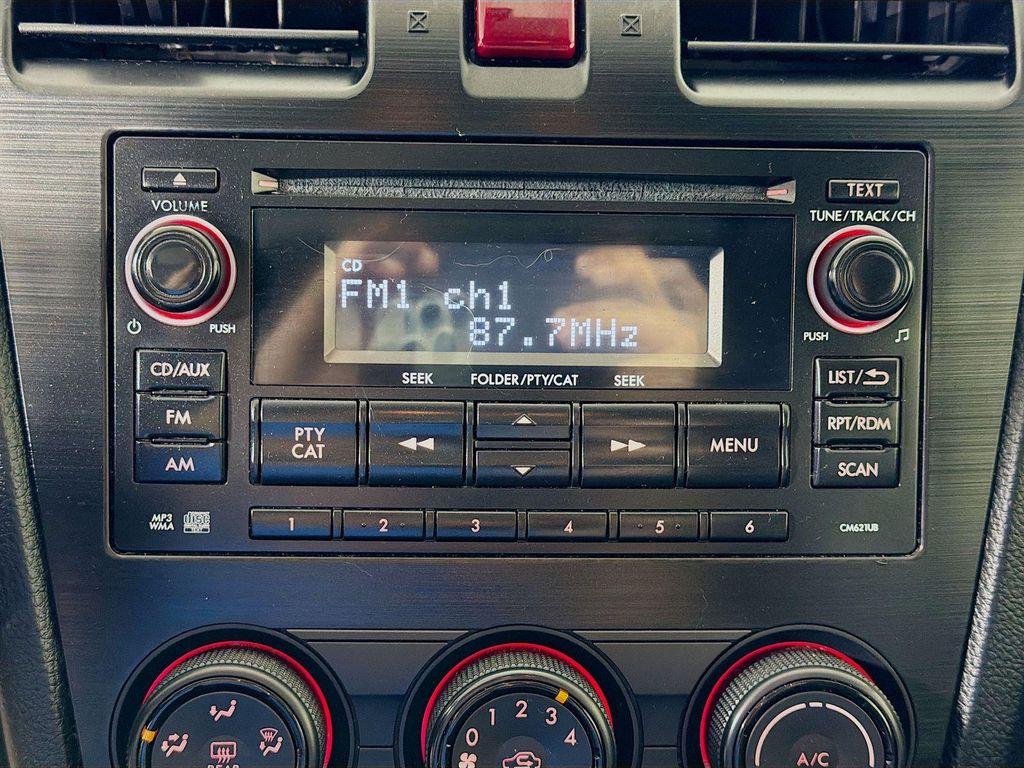 VOLUME
TEXT
TUNE/TRACK/CH
CD
FM1 ch1
87.7MHz
PUSH
PUSH
SEEK
FOLDER/PTY/CAT
SEEK
CD/AUX
FM
AM
PTY
CAT
MENU
LIST/
RPT/RDM
SCAN
MP3
WMA
1
2
3
4
5
6
CM621UB
REAR
0
1
2
3
4
A/C